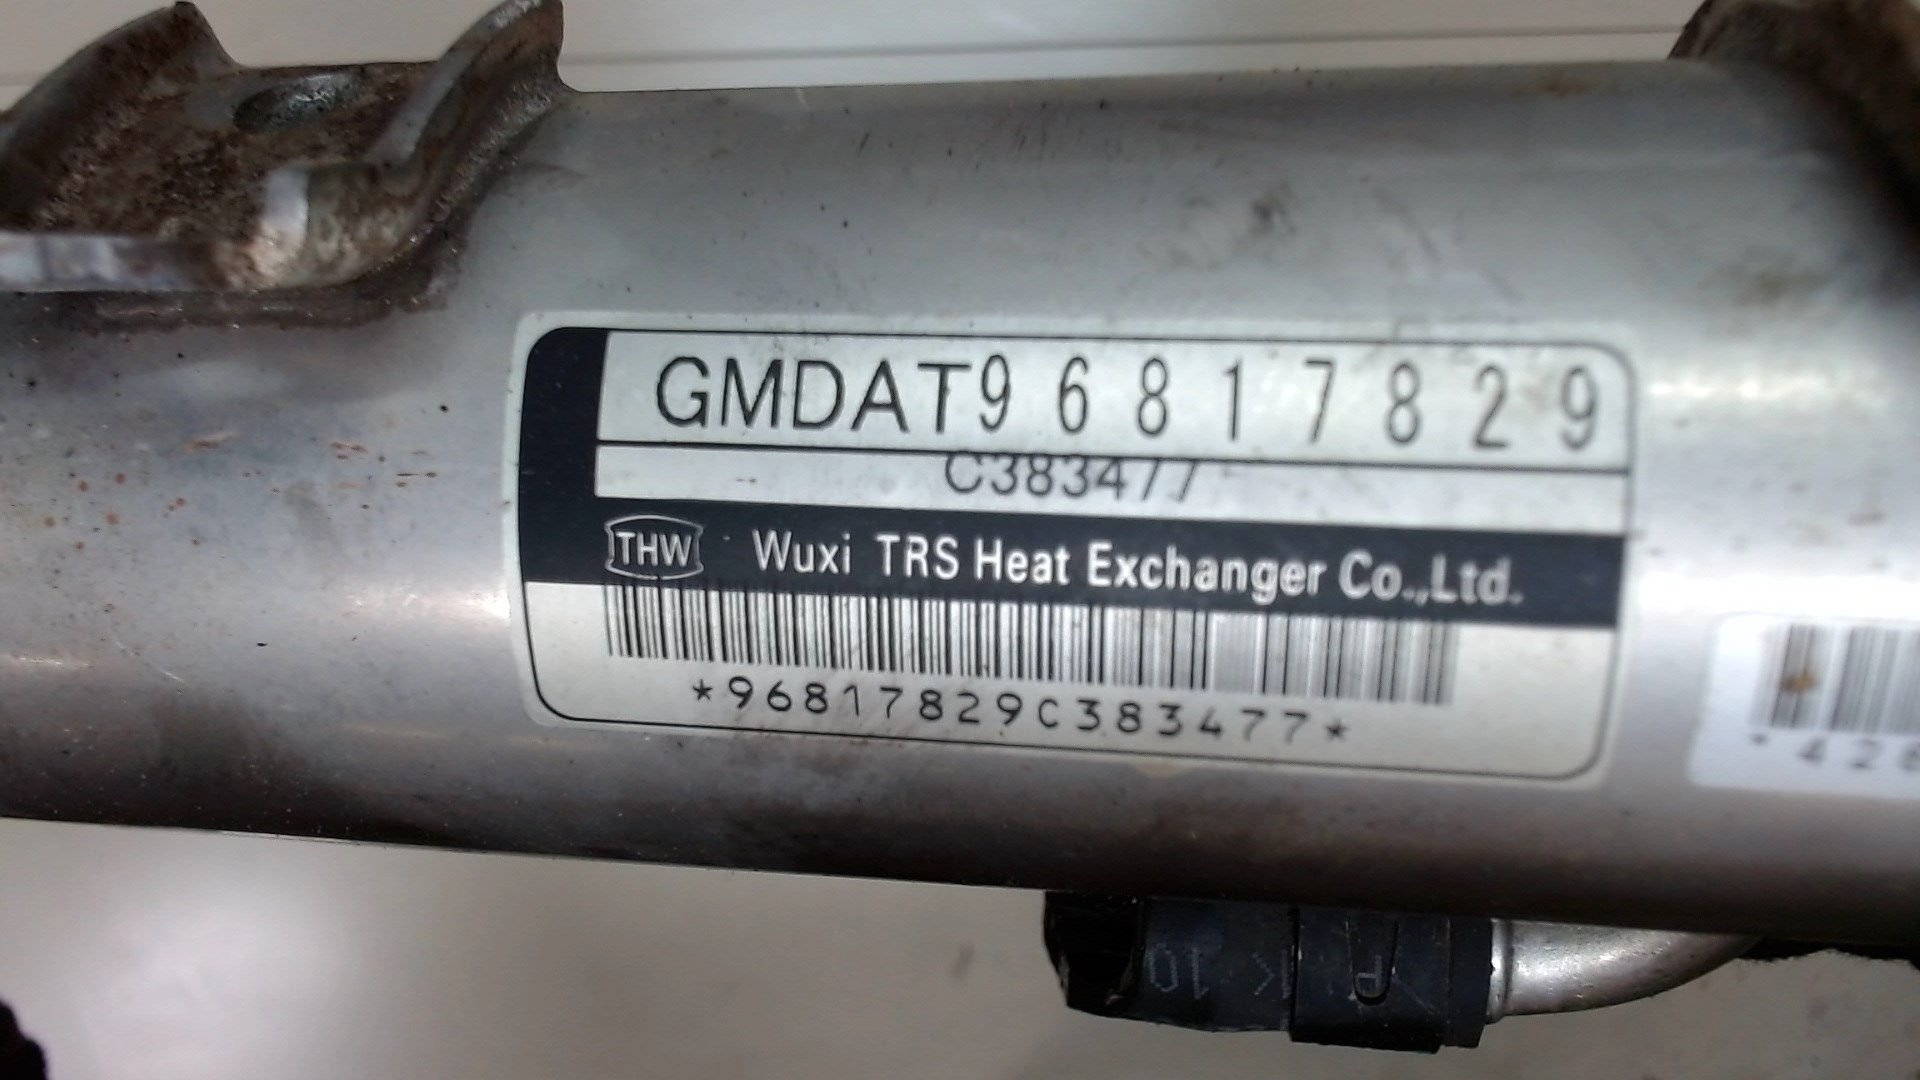 GMDAT96817829
C383477
THW Wuxi TRS Heat Exchanger Co.,Ltd.
*96817829C383477*